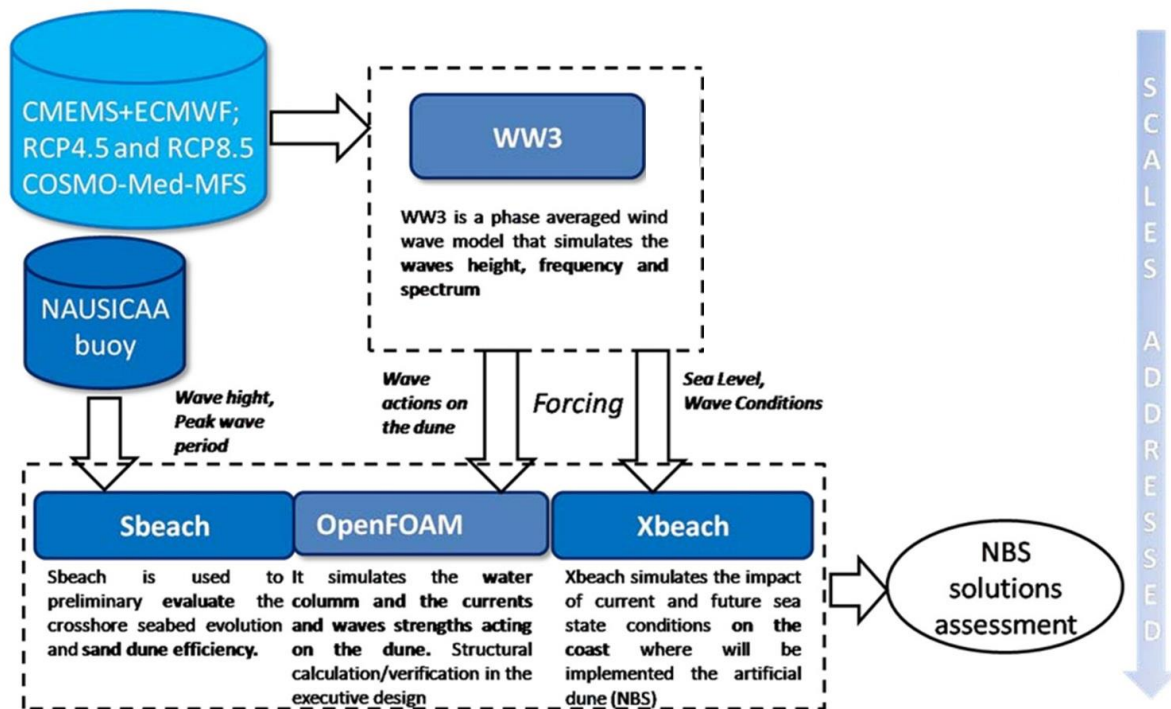 CMEMS+ECMWF;
RCP4.5 and RCP8.5
COSMO-Med-MFS
WW3
WW3 is a phase averaged wind
wave model that simulates the
waves height, frequency and
spectrum
NAUSICAA
buoy
Wave hight,
Peak wave
period
Wave
actions on
the dune
Forcing
Sea Level,
Wave Conditions
Sbeach
Sbeach is used to
preliminary evaluate the
crosshore seabed evolution
and sand dune efficiency.
OpenFOAM
It simulates the water
columm and the currents
and waves strengths acting
on the dune. Structural
calculation/verification in the
executive design
Xbeach
Xbeach simulates the impact
of current and future sea
state conditions on the
coast where will be
implemented the artificial
dune (NBS)
NBS
solutions
assessment
SCALES ADDRESSED